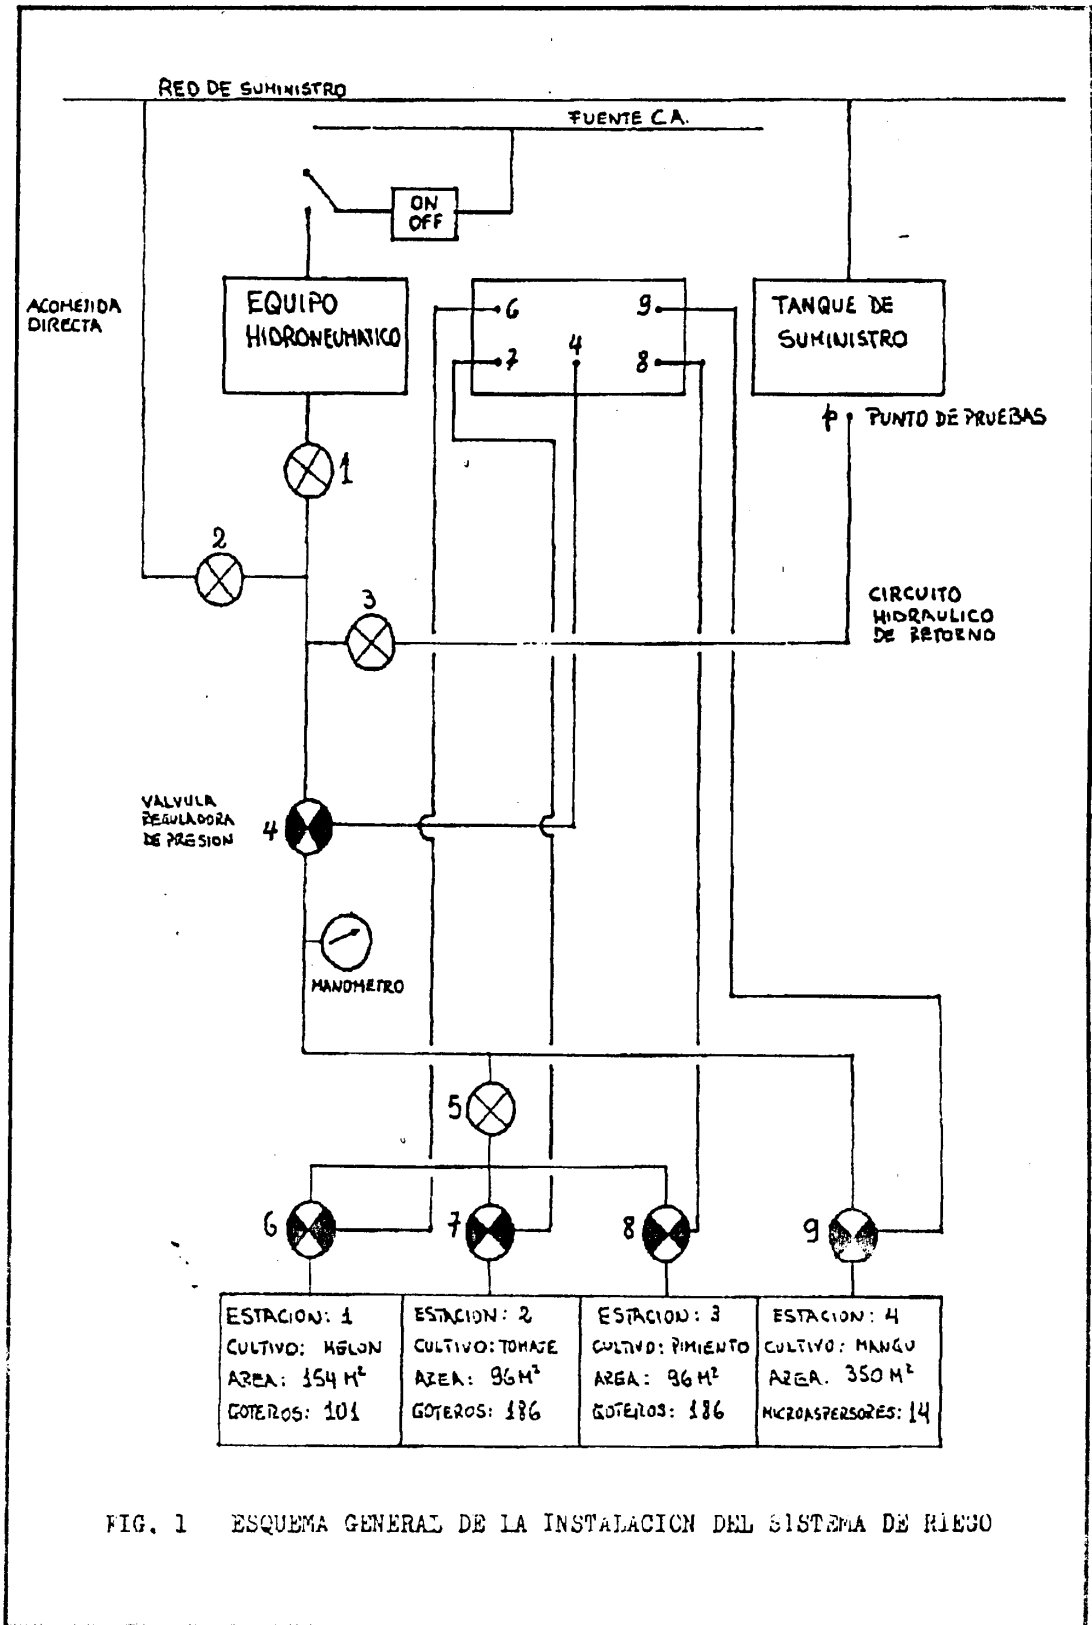 RED DE SUMINISTRO
FUENTE C.A.
ON
OFF
ACOMETIDA
DIRECTA
EQUIPO
HIDRONEUMATICO
6
9
7
4
8
TANQUE DE
SUMINISTRO
P
PUNTO DE PRUEBAS
1
2
3
CIRCUITO
HIDRAULICO
DE RETORNO
VALVULA
REGULADORA
DE PRESION
4
MANOMETRO
5
6
7
8
9
ESTACION: 1
CULTIVO: MELON
AREA: 154 M²
GOTEROS: 101
ESTACION: 2
CULTIVO: TOMATE
AREA: 96 M²
GOTEROS: 186
ESTACION: 3
CULTIVO: PIMIENTO
AREA: 96 M²
GOTEROS: 186
ESTACION: 4
CULTIVO: MANGO
AREA. 350 M²
MICROASPERSORES: 14
FIG. 1 ESQUEMA GENERAL DE LA INSTALACION DEL SISTEMA DE RIEGO